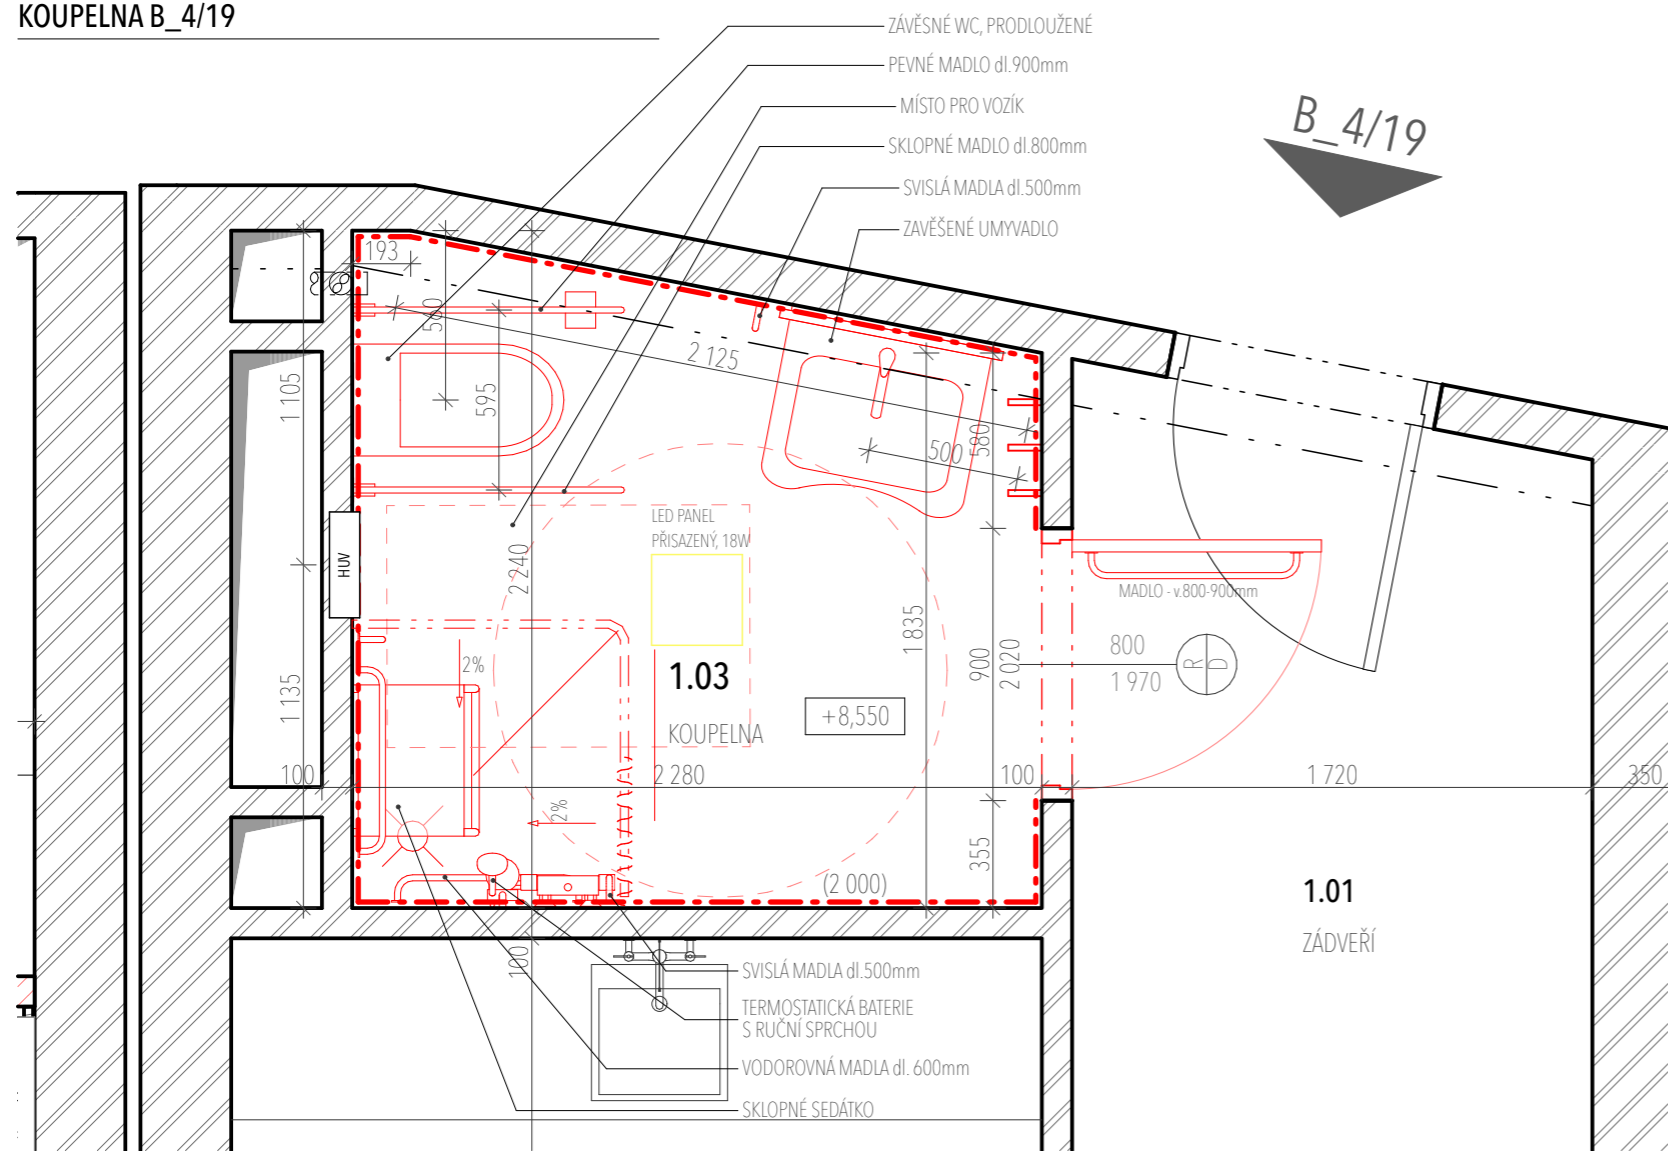 KOUPELNA B_4/19
ZÁVĚSNÉ WC, PRODLOUŽENÉ
PEVNÉ MADLO dl.900mm
MÍSTO PRO VOZÍK
SKLOPNÉ MADLO dl.800mm
SVISLÁ MADLA dl.500mm
ZAVĚŠENÉ UMYVADLO
B_4/19
193
560
2 125
1 105
595
580
500
LED PANEL
PŘISAZENÝ, 18W
HUV
2 240
MADLO - v.800-900mm
1 835
900
2 020
800
1 970
R
D
2%
1.03
KOUPELNA
+8,550
1 135
100
2 280
100
1 720
350
2%
355
(2 000)
1.01
ZÁDVEŘÍ
100
SVISLÁ MADLA dl.500mm
TERMOSTATICKÁ BATERIE
S RUČNÍ SPRCHOU
VODOROVNÁ MADLA dl. 600mm
SKLOPNÉ SEDÁTKO